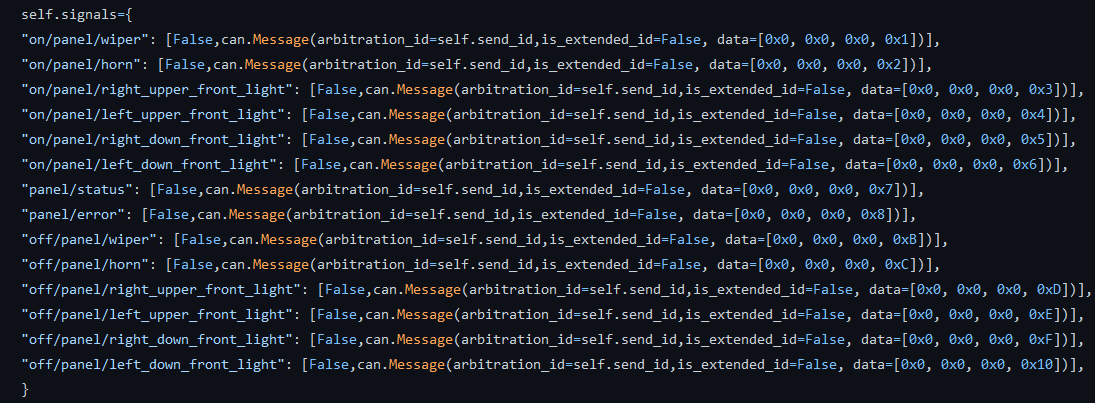 self.signals={
"on/panel/wiper": [False,can.Message(arbitration_id=self.send_id,is_extended_id=False, data=[0x0, 0x0, 0x0, 0x1])],
"on/panel/horn": [False,can.Message(arbitration_id=self.send_id,is_extended_id=False, data=[0x0, 0x0, 0x0, 0x2])],
"on/panel/right_upper_front_light": [False,can.Message(arbitration_id=self.send_id,is_extended_id=False, data=[0x0, 0x0, 0x0, 0x3])],
"on/panel/left_upper_front_light": [False,can.Message(arbitration_id=self.send_id,is_extended_id=False, data=[0x0, 0x0, 0x0, 0x4])],
"on/panel/right_down_front_light": [False,can.Message(arbitration_id=self.send_id,is_extended_id=False, data=[0x0, 0x0, 0x0, 0x5])],
"on/panel/left_down_front_light": [False,can.Message(arbitration_id=self.send_id,is_extended_id=False, data=[0x0, 0x0, 0x0, 0x6])],
"panel/status": [False,can.Message(arbitration_id=self.send_id,is_extended_id=False, data=[0x0, 0x0, 0x0, 0x7])],
"panel/error": [False,can.Message(arbitration_id=self.send_id,is_extended_id=False, data=[0x0, 0x0, 0x0, 0x8])],
"off/panel/wiper": [False,can.Message(arbitration_id=self.send_id,is_extended_id=False, data=[0x0, 0x0, 0x0, 0xB])],
"off/panel/horn": [False,can.Message(arbitration_id=self.send_id,is_extended_id=False, data=[0x0, 0x0, 0x0, 0xC])],
"off/panel/right_upper_front_light": [False,can.Message(arbitration_id=self.send_id,is_extended_id=False, data=[0x0, 0x0, 0x0, 0xD])],
"off/panel/left_upper_front_light": [False,can.Message(arbitration_id=self.send_id,is_extended_id=False, data=[0x0, 0x0, 0x0, 0xE])],
"off/panel/right_down_front_light": [False,can.Message(arbitration_id=self.send_id,is_extended_id=False, data=[0x0, 0x0, 0x0, 0xF])],
"off/panel/left_down_front_light": [False,can.Message(arbitration_id=self.send_id,is_extended_id=False, data=[0x0, 0x0, 0x0, 0x10])],
}